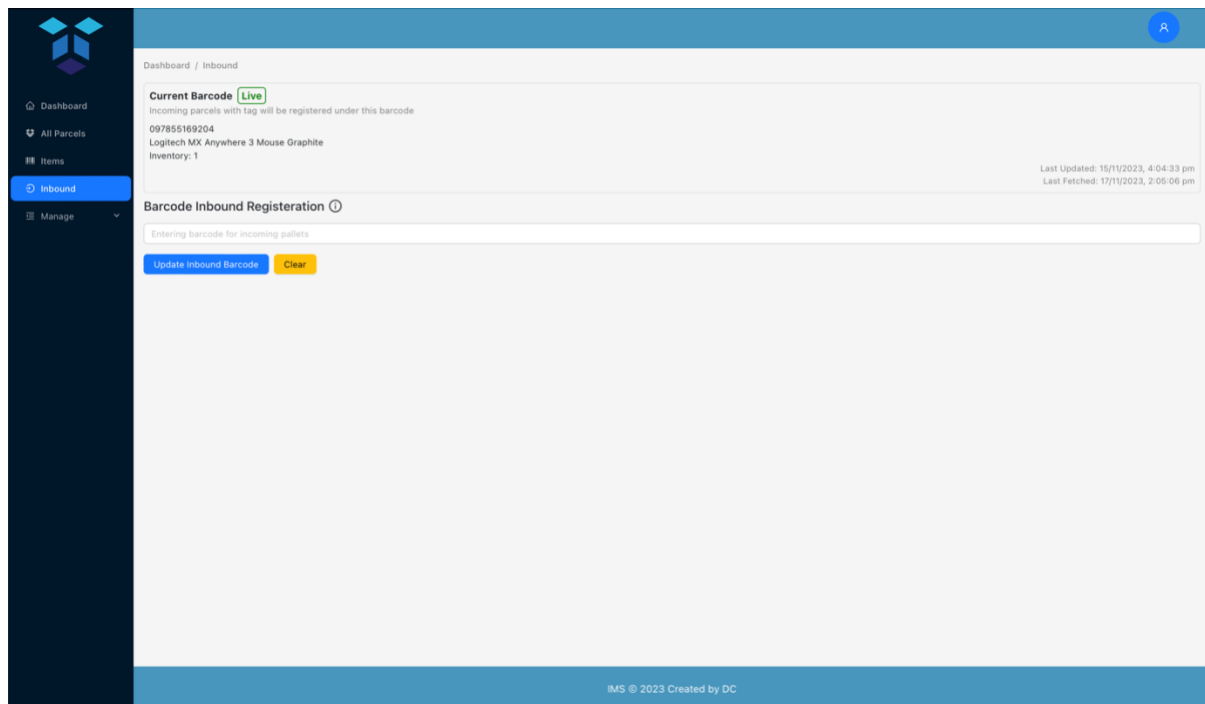 Dashboard
All Parcels
Items
Inbound
Manage
Dashboard / Inbound
Current Barcode Live
Incoming parcels with tag will be registered under this barcode
097855169204
Logitech MX Anywhere 3 Mouse Graphite
Inventory: 1
Last Updated: 15/11/2023, 4:04:33 pm
Last Fetched: 17/11/2023, 2:05:06 pm
Barcode Inbound Registeration
Entering barcode for incoming pallets
Update Inbound Barcode Clear
IMS © 2023 Created by DC